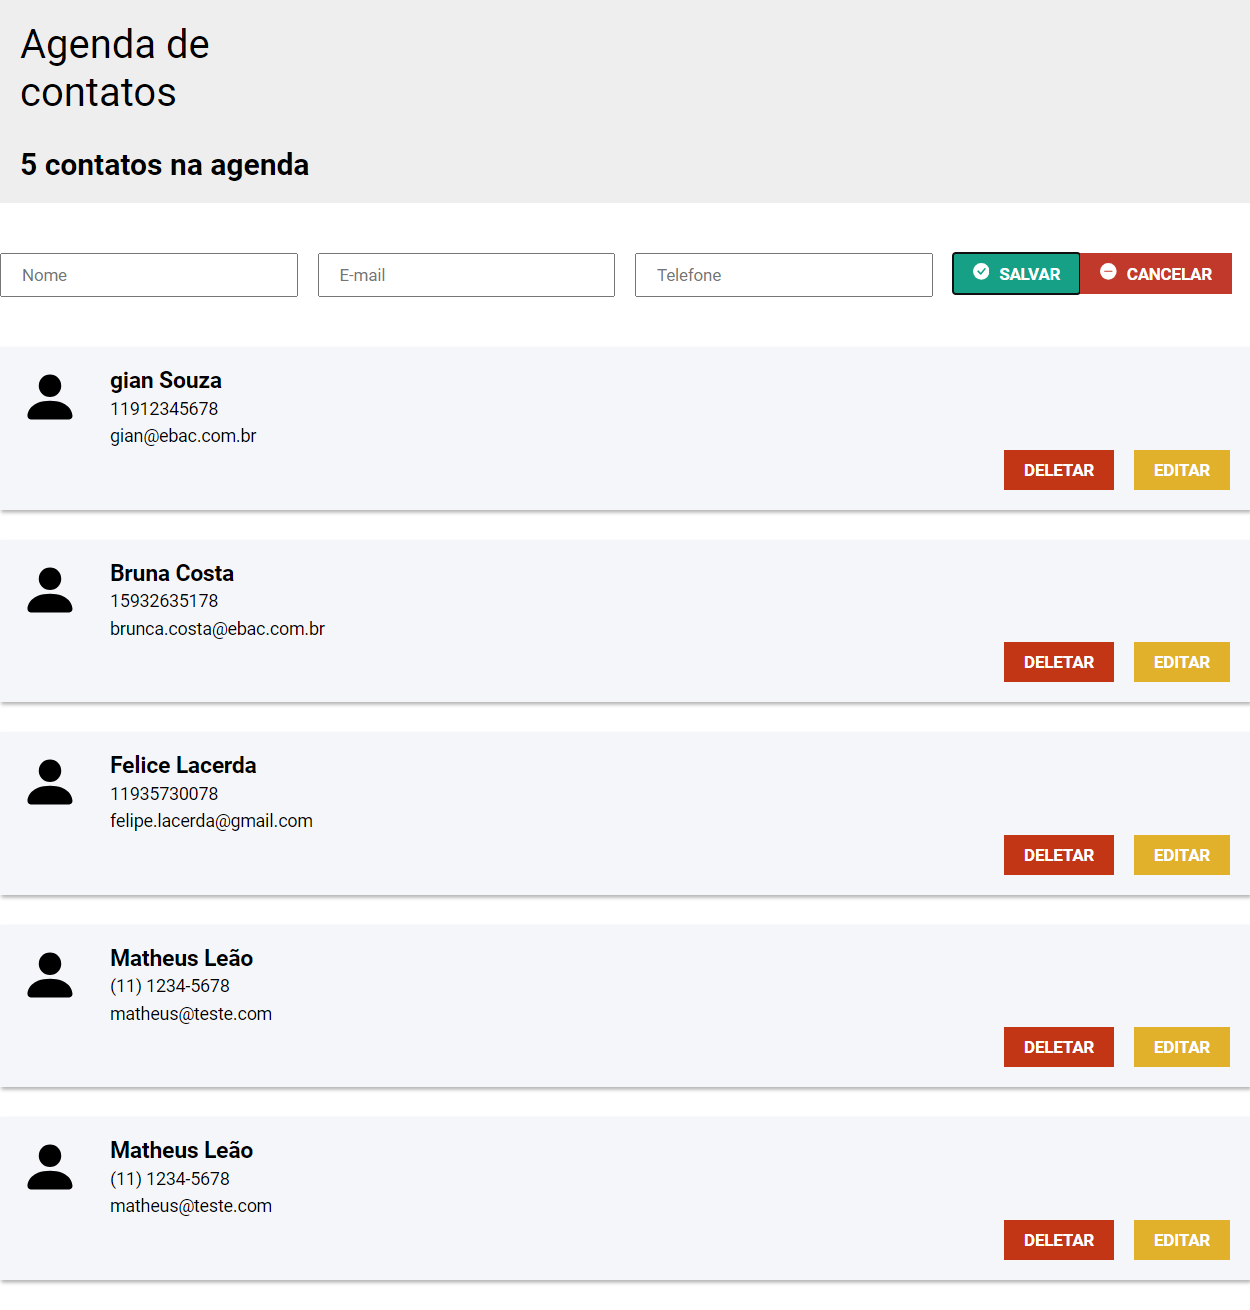 Agenda de
contatos
5 contatos na agenda
Nome
E-mail
Telefone
SALVAR
CANCELAR
gian Souza
11912345678
gian@ebac.com.br
DELETAR
EDITAR
Bruna Costa
15932635178
brunca.costa@ebac.com.br
DELETAR
EDITAR
Felice Lacerda
11935730078
felipe.lacerda@gmail.com
DELETAR
EDITAR
Matheus Leão
(11) 1234-5678
matheus@teste.com
DELETAR
EDITAR
Matheus Leão
(11) 1234-5678
matheus@teste.com
DELETAR
EDITAR